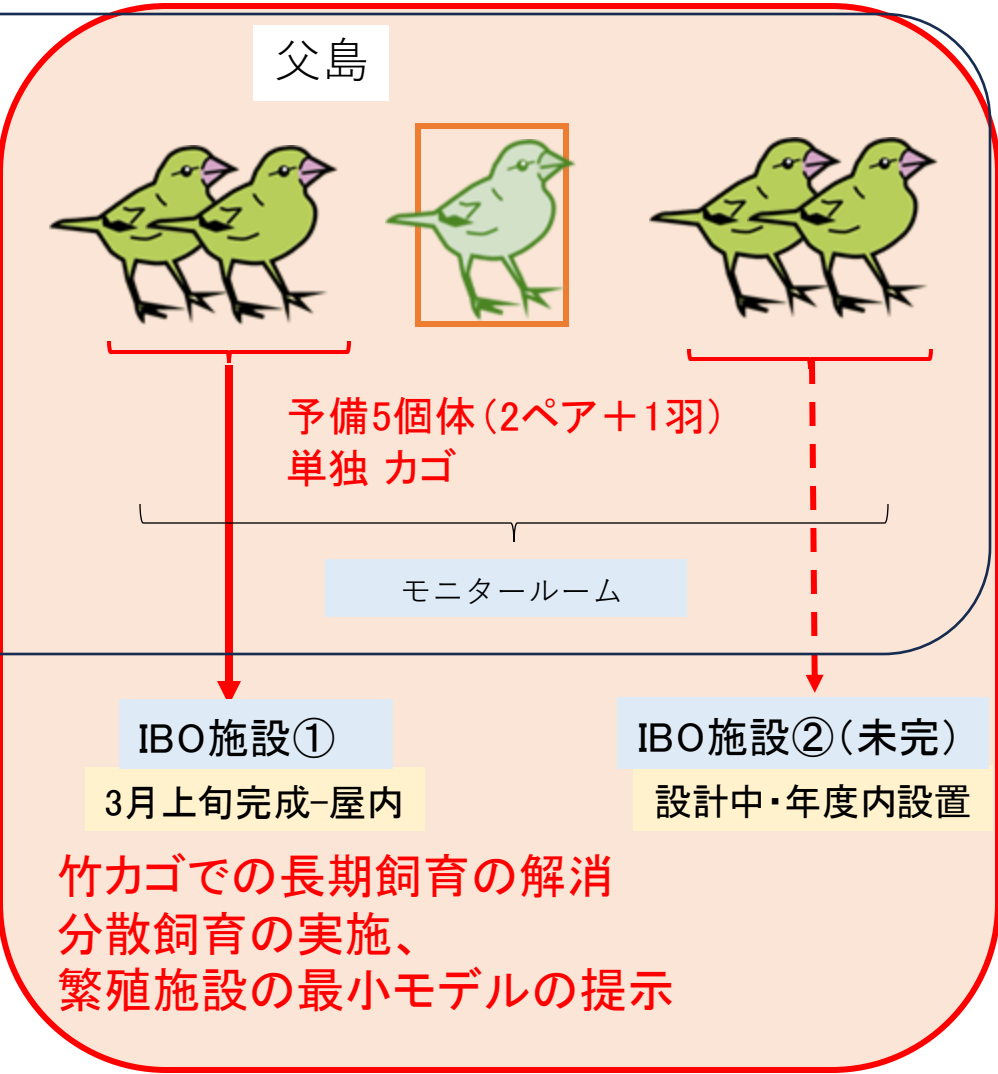 父島
予備5個体(2ペア＋1羽)
単独 カゴ
モニタールーム
IBO施設①
3月上旬完成-屋内
IBO施設②(未完)
設計中・年度内設置
竹カゴでの長期飼育の解消
分散飼育の実施、
繁殖施設の最小モデルの提示